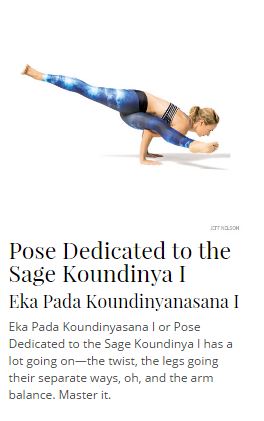 JEFF NELSON
Pose Dedicated to the
Sage Koundinya I
Eka Pada Koundinyanasana I
Eka Pada Koundinyasana I or Pose
Dedicated to the Sage Koundinya I has a
lot going on—the twist, the legs going
their separate ways, oh, and the arm
balance. Master it.